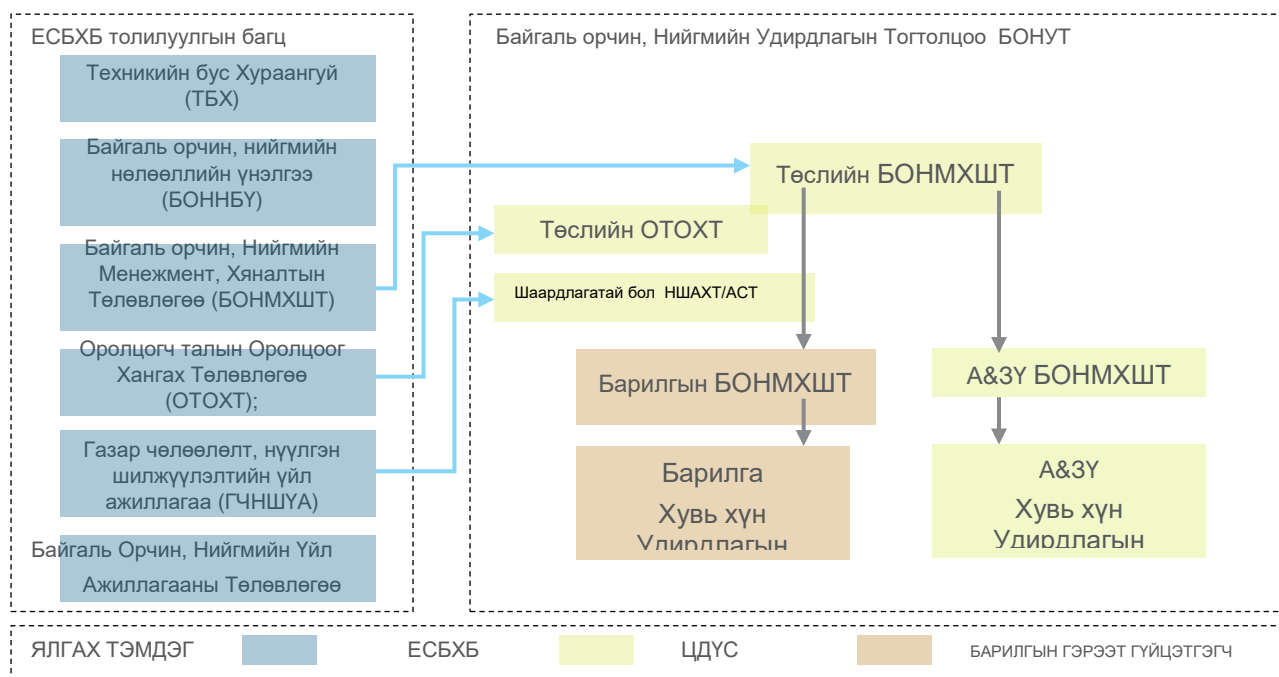 ЕСБХБ толилуулгын багц
Техникийн бус Хураангуй
(ТБХ)
Байгаль орчин, нийгмийн
нөлөөллийн үнэлгээ
(БОННБҮ)
Байгаль орчин, Нийгмийн
Менежмент, Хяналтын
Төлөвлөгөө (БОНМХШТ)
Оролцогч талын Оролцоог
Хангах Төлөвлөгөө
(ОТОХТ);
Газар чөлөөлөлт, нүүлгэн
шилжүүлэлтийн үйл
ажиллагаа (ГЧНШҮА)
Байгаль Орчин, Нийгмийн Үйл
Ажиллагааны Төлөвлөгөө
Байгаль орчин, Нийгмийн Удирдлагын Тогтолцоо БОНУТ
Төслийн БОНМХШТ
Төслийн ОТОХТ
Шаардлагатай бол НШАХТ/АСТ
Барилгын БОНМХШТ
А&ЗҮ БОНМХШТ
Барилга
Хувь хүн
Удирдлагын
А&ЗҮ
Хувь хүн
Удирдлагын
ЯЛГАХ ТЭМДЭГ
ЕСБХБ
ЦДҮС
БАРИЛГЫН ГЭРЭЭТ ГҮЙЦЭТГЭГЧ